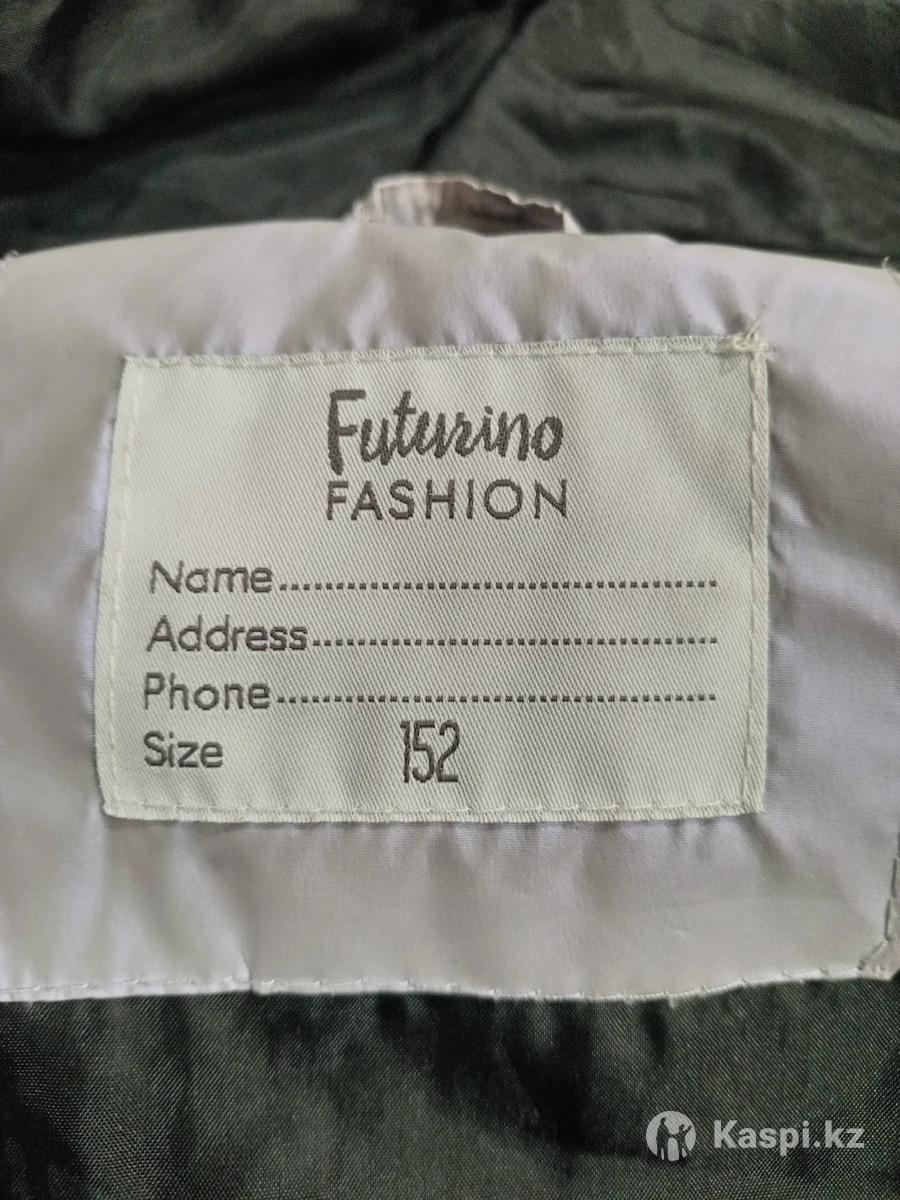 Futurino
FASHION
Name......................................................
Address..................................................
Phone......................................................
Size 152
Kaspi.kz